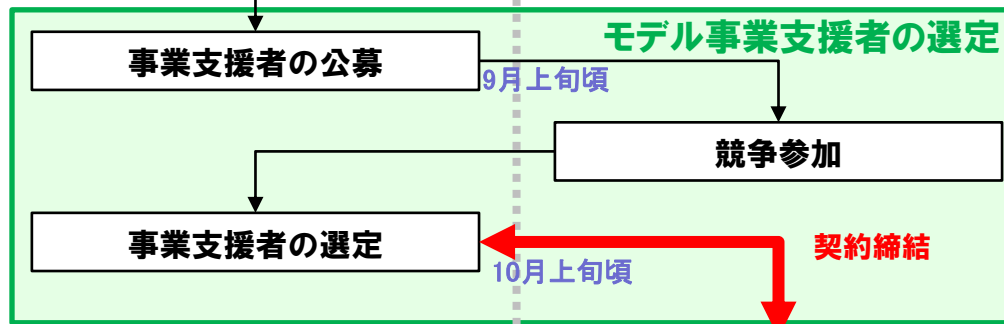 モデル事業支援者の選定
事業支援者の公募
9月上旬頃
競争参加
事業支援者の選定
契約締結
10月上旬頃